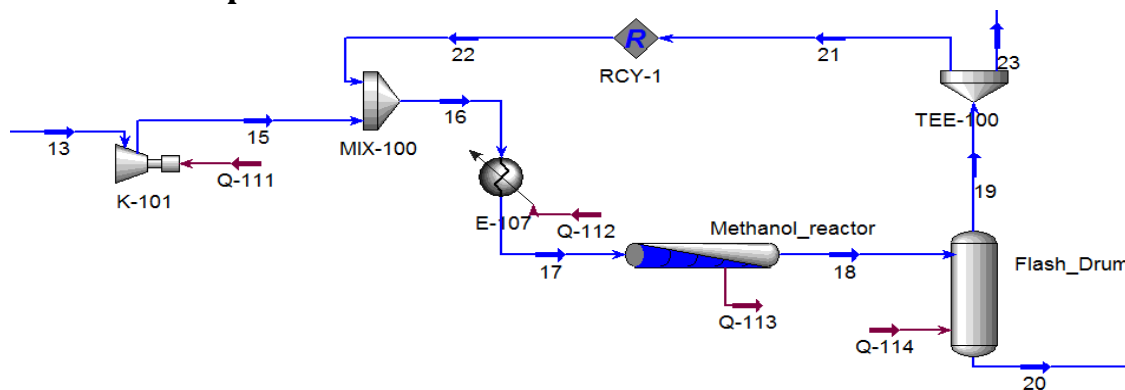 R
22
21
23
RCY-1
16
TEE-100
13
15
MIX-100
Q-111
K-101
19
E-107
Q-112
Methanol_reactor
17
18
Flash_Drum
Q-113
Q-114
20